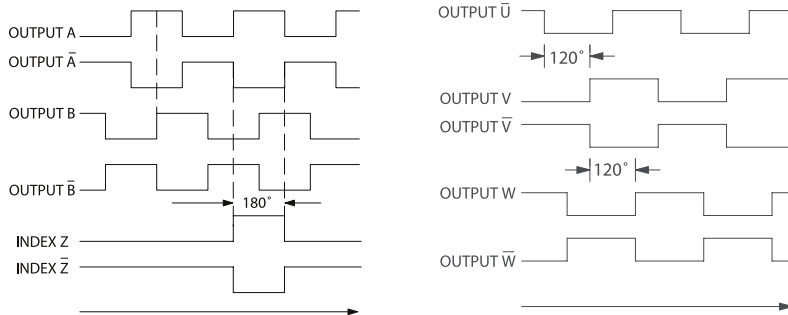 OUTPUT A
OUTPUT A̅
OUTPUT B
OUTPUT B̅
180°
INDEX Z
INDEX Z̅
OUTPUT U̅
120°
OUTPUT V
OUTPUT V̅
120°
OUTPUT W
OUTPUT W̅